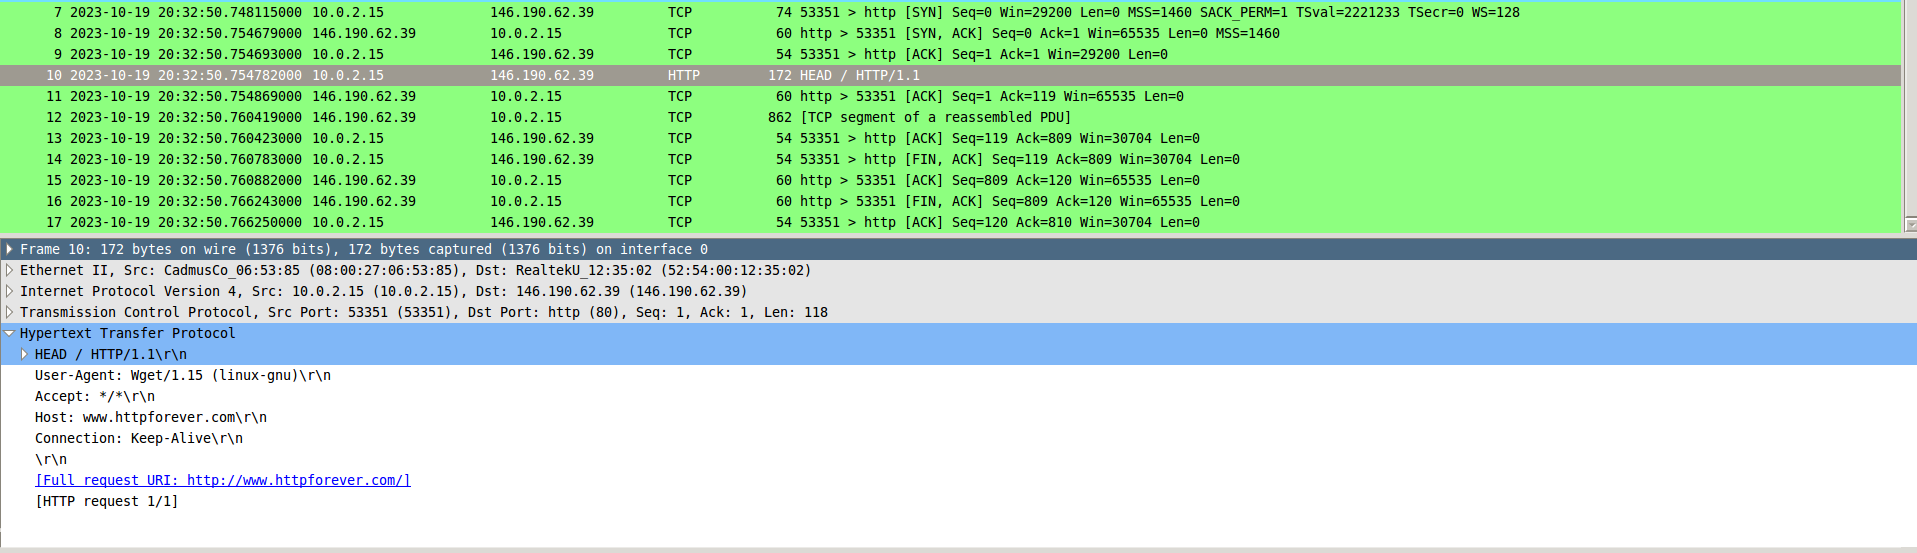 7 2023-10-19 20:32:50.748115000 10.0.2.15 146.190.62.39 TCP 74 53351 > http [SYN] Seq=0 Win=29200 Len=0 MSS=1460 SACK_PERM=1 TSval=2221233 TSecr=0 WS=128
8 2023-10-19 20:32:50.754679000 146.190.62.39 10.0.2.15 TCP 60 http > 53351 [SYN, ACK] Seq=0 Ack=1 Win=65535 Len=0 MSS=1460
9 2023-10-19 20:32:50.754693000 10.0.2.15 146.190.62.39 TCP 54 53351 > http [ACK] Seq=1 Ack=1 Win=29200 Len=0
10 2023-10-19 20:32:50.754782000 10.0.2.15 146.190.62.39 HTTP 172 HEAD / HTTP/1.1
11 2023-10-19 20:32:50.754869000 146.190.62.39 10.0.2.15 TCP 60 http > 53351 [ACK] Seq=1 Ack=119 Win=65535 Len=0
12 2023-10-19 20:32:50.760419000 146.190.62.39 10.0.2.15 TCP 862 [TCP segment of a reassembled PDU]
13 2023-10-19 20:32:50.760423000 10.0.2.15 146.190.62.39 TCP 54 53351 > http [ACK] Seq=119 Ack=809 Win=30704 Len=0
14 2023-10-19 20:32:50.760783000 10.0.2.15 146.190.62.39 TCP 54 53351 > http [FIN, ACK] Seq=119 Ack=809 Win=30704 Len=0
15 2023-10-19 20:32:50.760882000 146.190.62.39 10.0.2.15 TCP 60 http > 53351 [ACK] Seq=809 Ack=120 Win=65535 Len=0
16 2023-10-19 20:32:50.766243000 146.190.62.39 10.0.2.15 TCP 60 http > 53351 [FIN, ACK] Seq=809 Ack=120 Win=65535 Len=0
17 2023-10-19 20:32:50.766250000 10.0.2.15 146.190.62.39 TCP 54 53351 > http [ACK] Seq=120 Ack=810 Win=30704 Len=0
Frame 10: 172 bytes on wire (1376 bits), 172 bytes captured (1376 bits) on interface 0
Ethernet II, Src: CadmusCo_06:53:85 (08:00:27:06:53:85), Dst: RealtekU_12:35:02 (52:54:00:12:35:02)
Internet Protocol Version 4, Src: 10.0.2.15 (10.0.2.15), Dst: 146.190.62.39 (146.190.62.39)
Transmission Control Protocol, Src Port: 53351 (53351), Dst Port: http (80), Seq: 1, Ack: 1, Len: 118
Hypertext Transfer Protocol
HEAD / HTTP/1.1\r\n
User-Agent: Wget/1.15 (linux-gnu)\r\n
Accept: */*\r\n
Host: www.httpforever.com\r\n
Connection: Keep-Alive\r\n
\r\n
[Full request URI: http://www.httpforever.com/]
[HTTP request 1/1]